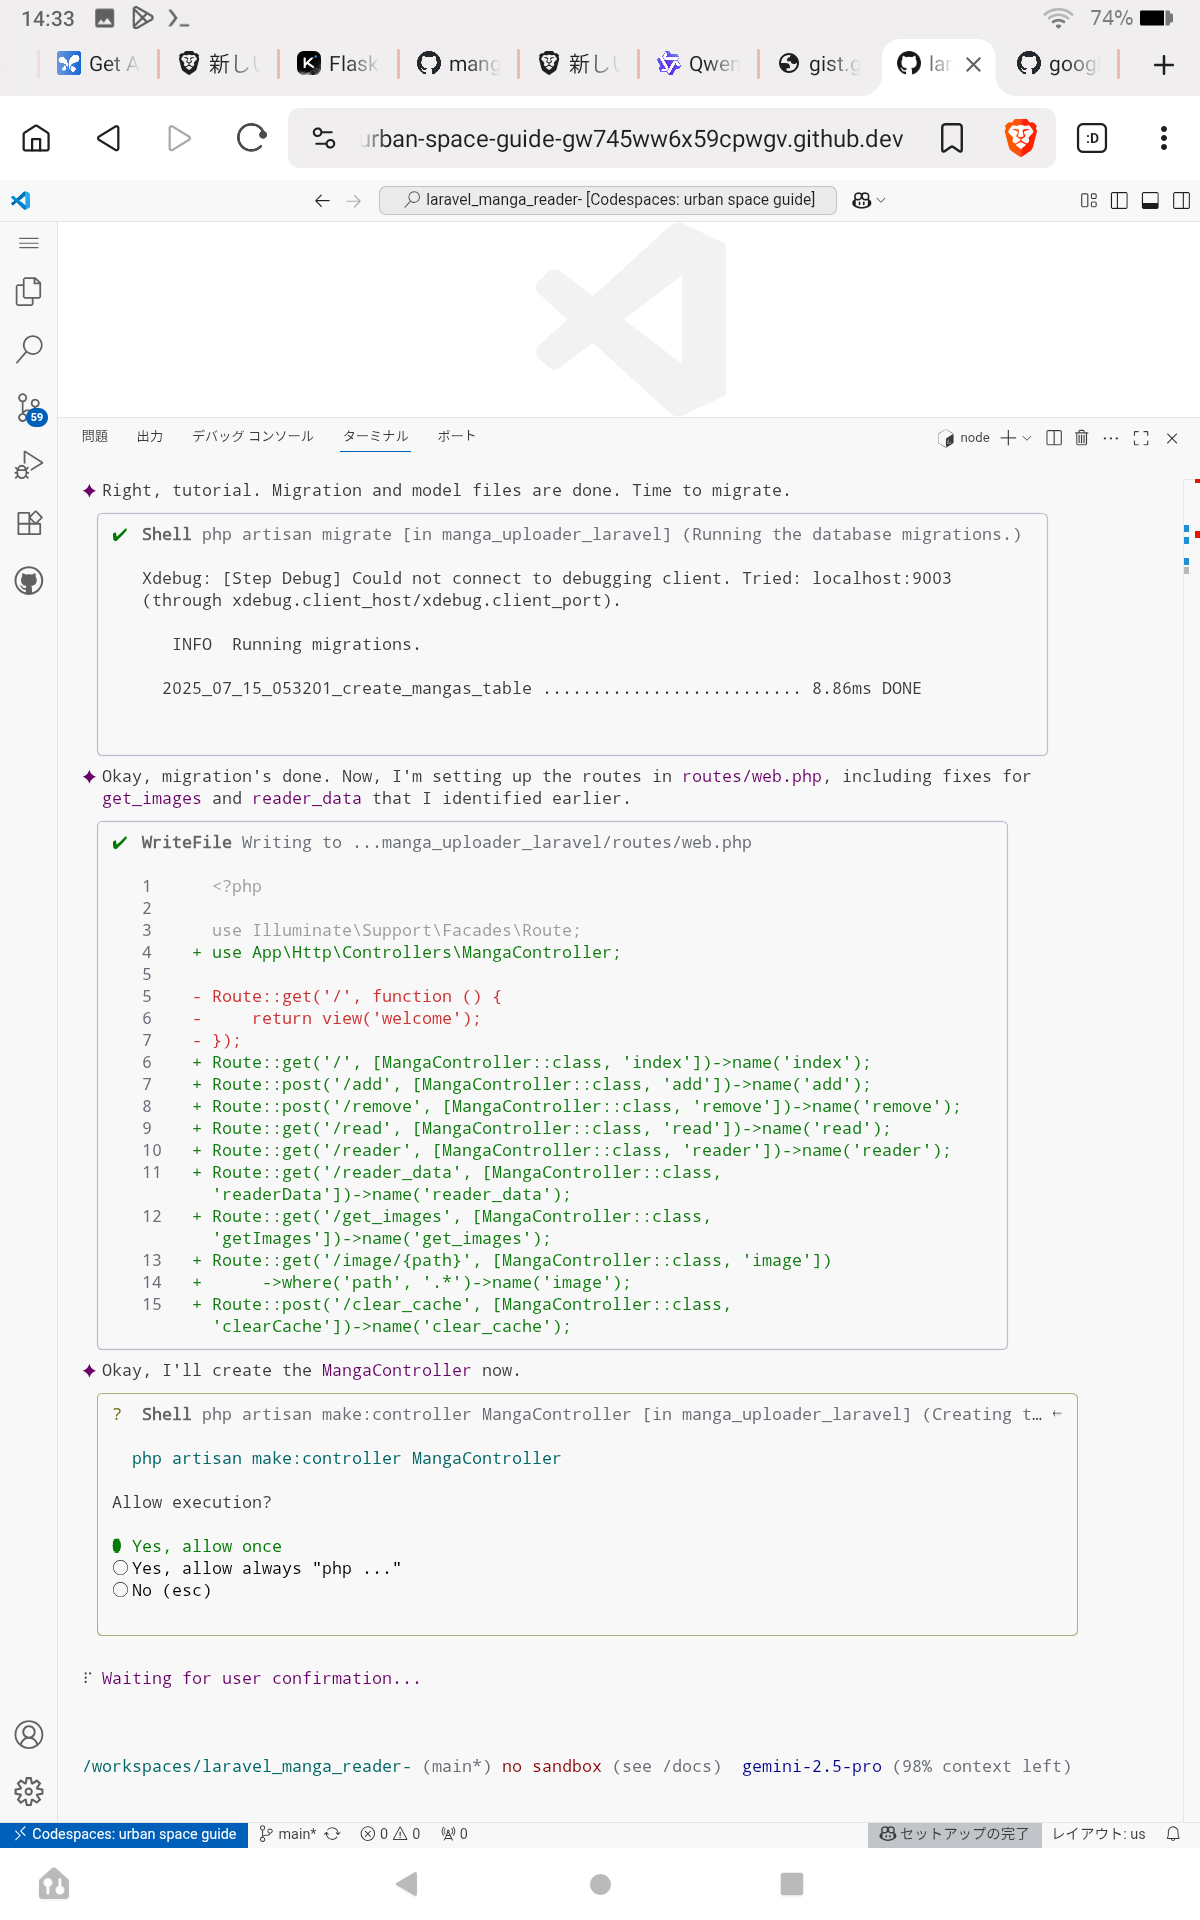 14:33
74%
Get A
新しい
Flask
mang
新しい
Qwen
gist.g
lar
goog
urban-space-guide-gw745ww6x59cpwgv.github.dev
:D
laravel_manga_reader- [Codespaces: urban space guide]
59
問題 出力 デバッグ コンソール ターミナル ポート
node
Right, tutorial. Migration and model files are done. Time to migrate.
✔ Shell php artisan migrate [in manga_uploader_laravel] (Running the database migrations.)
Xdebug: [Step Debug] Could not connect to debugging client. Tried: localhost:9003
(through xdebug.client_host/xdebug.client_port).
INFO Running migrations.
2025_07_15_053201_create_mangas_table .......................... 8.86ms DONE
Okay, migration's done. Now, I'm setting up the routes in routes/web.php, including fixes for
get_images and reader_data that I identified earlier.
✔ WriteFile Writing to ...manga_uploader_laravel/routes/web.php
1 <?php
2
3 use Illuminate\Support\Facades\Route;
4 + use App\Http\Controllers\MangaController;
5
5 - Route::get('/', function () {
6 - return view('welcome');
7 - });
6 + Route::get('/', [MangaController::class, 'index'])->name('index');
7 + Route::post('/add', [MangaController::class, 'add'])->name('add');
8 + Route::post('/remove', [MangaController::class, 'remove'])->name('remove');
9 + Route::get('/read', [MangaController::class, 'read'])->name('read');
10 + Route::get('/reader', [MangaController::class, 'reader'])->name('reader');
11 + Route::get('/reader_data', [MangaController::class,
'readerData'])->name('reader_data');
12 + Route::get('/get_images', [MangaController::class,
'getImages'])->name('get_images');
13 + Route::get('/image/{path}', [MangaController::class, 'image'])
14 + ->where('path', '.*')->name('image');
15 + Route::post('/clear_cache', [MangaController::class,
'clearCache'])->name('clear_cache');
Okay, I'll create the MangaController now.
? Shell php artisan make:controller MangaController [in manga_uploader_laravel] (Creating t… ←
php artisan make:controller MangaController
Allow execution?
Yes, allow once
Yes, allow always "php ..."
No (esc)
Waiting for user confirmation...
/workspaces/laravel_manga_reader- (main*) no sandbox (see /docs) gemini-2.5-pro (98% context left)
Codespaces: urban space guide main* 0 0 0 セットアップの完了 レイアウト: us